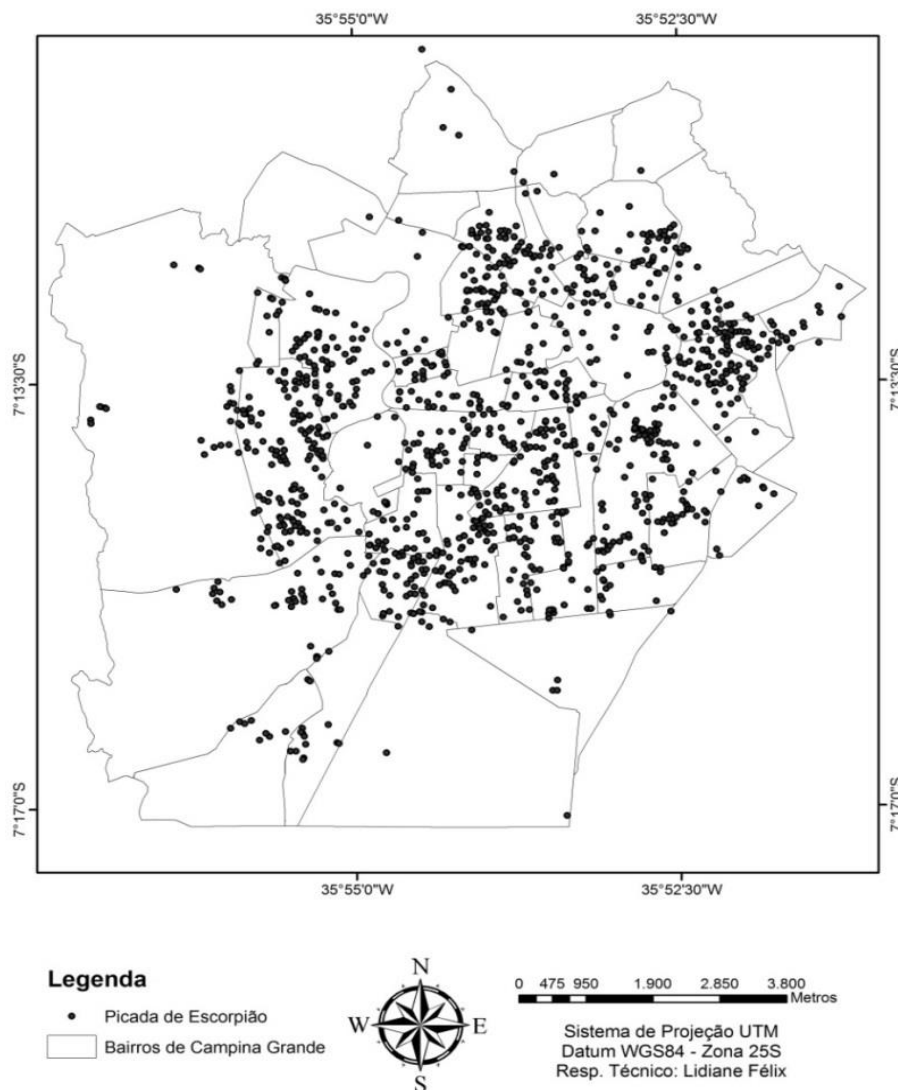 35°55'0"W
35°52'30"W
7°13'30"S
7°13'30"S
7°17'0"S
7°17'0"S
35°55'0"W
35°52'30"W
Legenda
Picada de Escorpião
Bairros de Campina Grande
N
W
E
S
0 475 950 1.900 2.850 3.800
Metros
Sistema de Projeção UTM
Datum WGS84 - Zona 25S
Resp. Técnico: Lidiane Félix